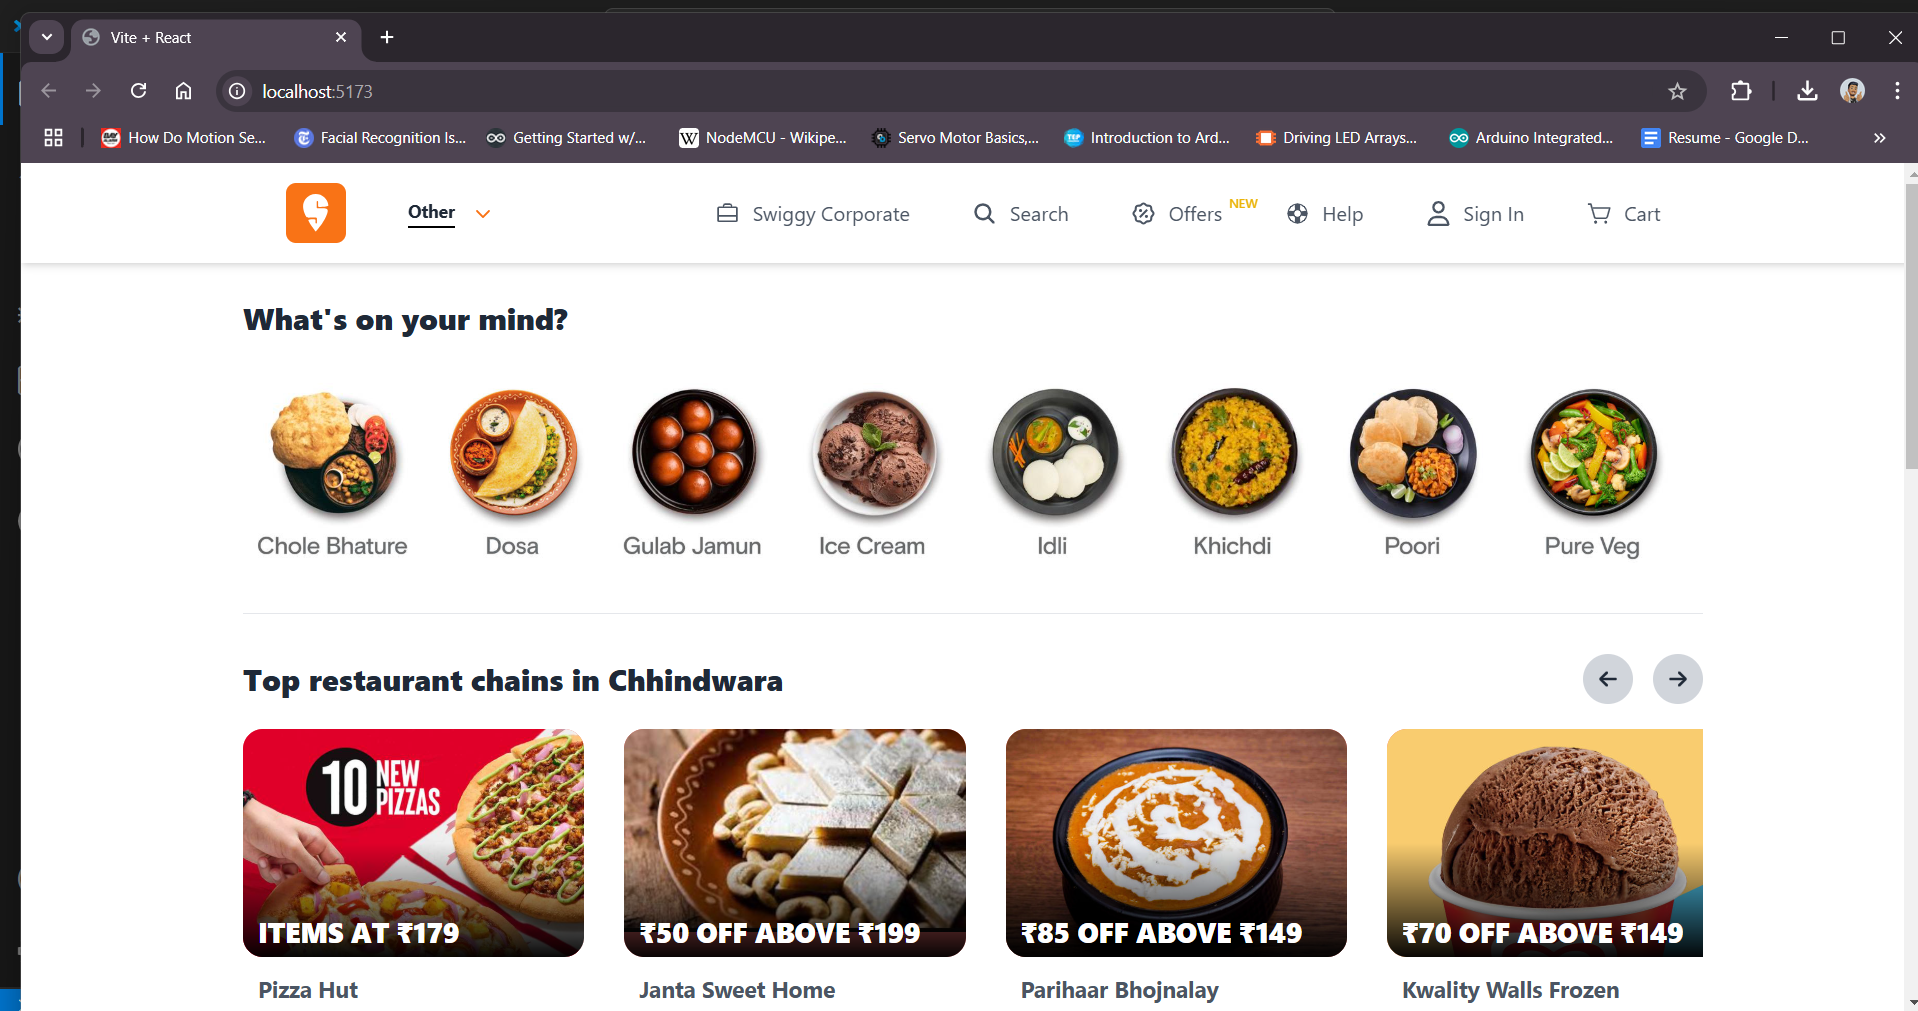 Vite + React
localhost:5173
How Do Motion Se...
Facial Recognition Is...
Getting Started w/...
NodeMCU - Wikipe...
Servo Motor Basics,...
Introduction to Ard...
Driving LED Arrays...
Arduino Integrated...
Resume - Google D...
Other
Swiggy Corporate
Search
Offers NEW
Help
Sign In
Cart
What's on your mind?
Chole Bhature
Dosa
Gulab Jamun
Ice Cream
Idli
Khichdi
Poori
Pure Veg
Top restaurant chains in Chhindwara
10 NEW
PIZZAS
ITEMS AT ₹179
₹50 OFF ABOVE ₹199
₹85 OFF ABOVE ₹149
₹70 OFF ABOVE ₹149
Pizza Hut
Janta Sweet Home
Parihaar Bhojnalay
Kwality Walls Frozen